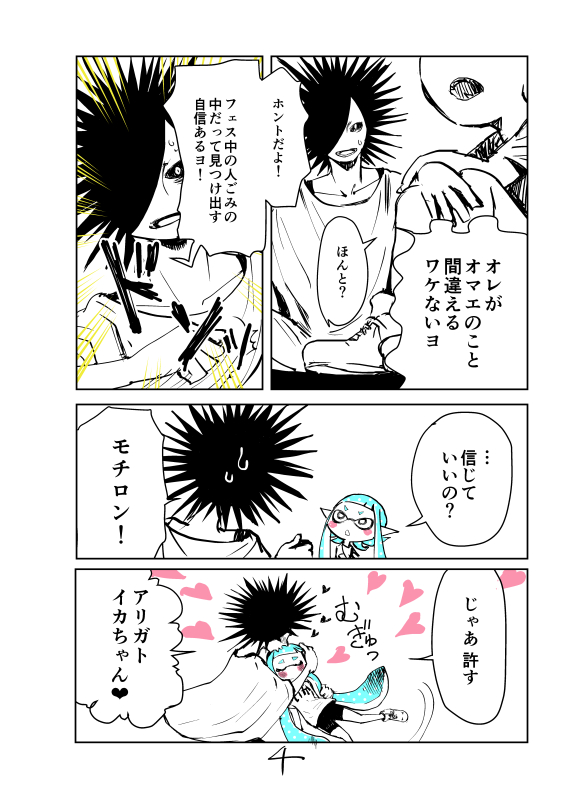 オレが
オマエのこと
間違える
ワケないヨ
ほんと?
ホントだよ!
フェス中の人ごみの
中だって見つけ出す
自信あるヨ!
…
信じて
いいの?
モチロン!
じゃあ 許す
むぎゅっ
アリガト
イカちゃん❤
4